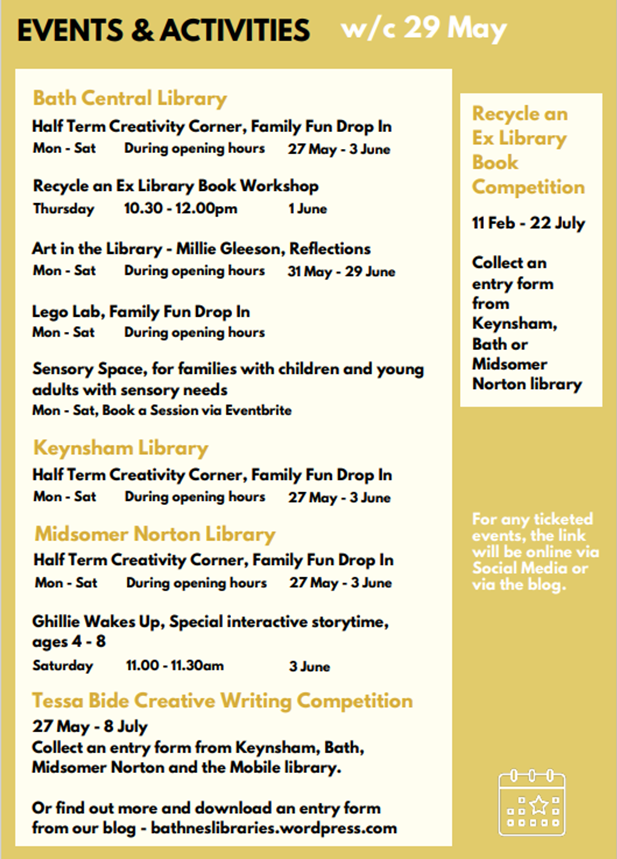 EVENTS & ACTIVITIES w/c 29 May
Bath Central Library
Half Term Creativity Corner, Family Fun Drop In
Mon - Sat During opening hours 27 May - 3 June
Recycle an Ex Library Book Workshop
Thursday 10.30 - 12.00pm 1 June
Art in the Library - Millie Gleeson, Reflections
Mon - Sat During opening hours 31 May - 29 June
Lego Lab, Family Fun Drop In
Mon - Sat During opening hours
Sensory Space, for families with children and young
adults with sensory needs
Mon - Sat, Book a Session via Eventbrite
Keynsham Library
Half Term Creativity Corner, Family Fun Drop In
Mon - Sat During opening hours 27 May - 3 June
Midsomer Norton Library
Half Term Creativity Corner, Family Fun Drop In
Mon - Sat During opening hours 27 May - 3 June
Ghillie Wakes Up, Special interactive storytime,
ages 4 - 8
Saturday 11.00 - 11.30am 3 June
Tessa Bide Creative Writing Competition
27 May - 8 July
Collect an entry form from Keynsham, Bath,
Midsomer Norton and the Mobile library.
Or find out more and download an entry form
from our blog - bathneslibraries.wordpress.com
Recycle an
Ex Library
Book
Competition
11 Feb - 22 July
Collect an
entry form
from
Keynsham,
Bath or
Midsomer
Norton library
For any ticketed
events, the link
will be online via
Social Media or
via the blog.